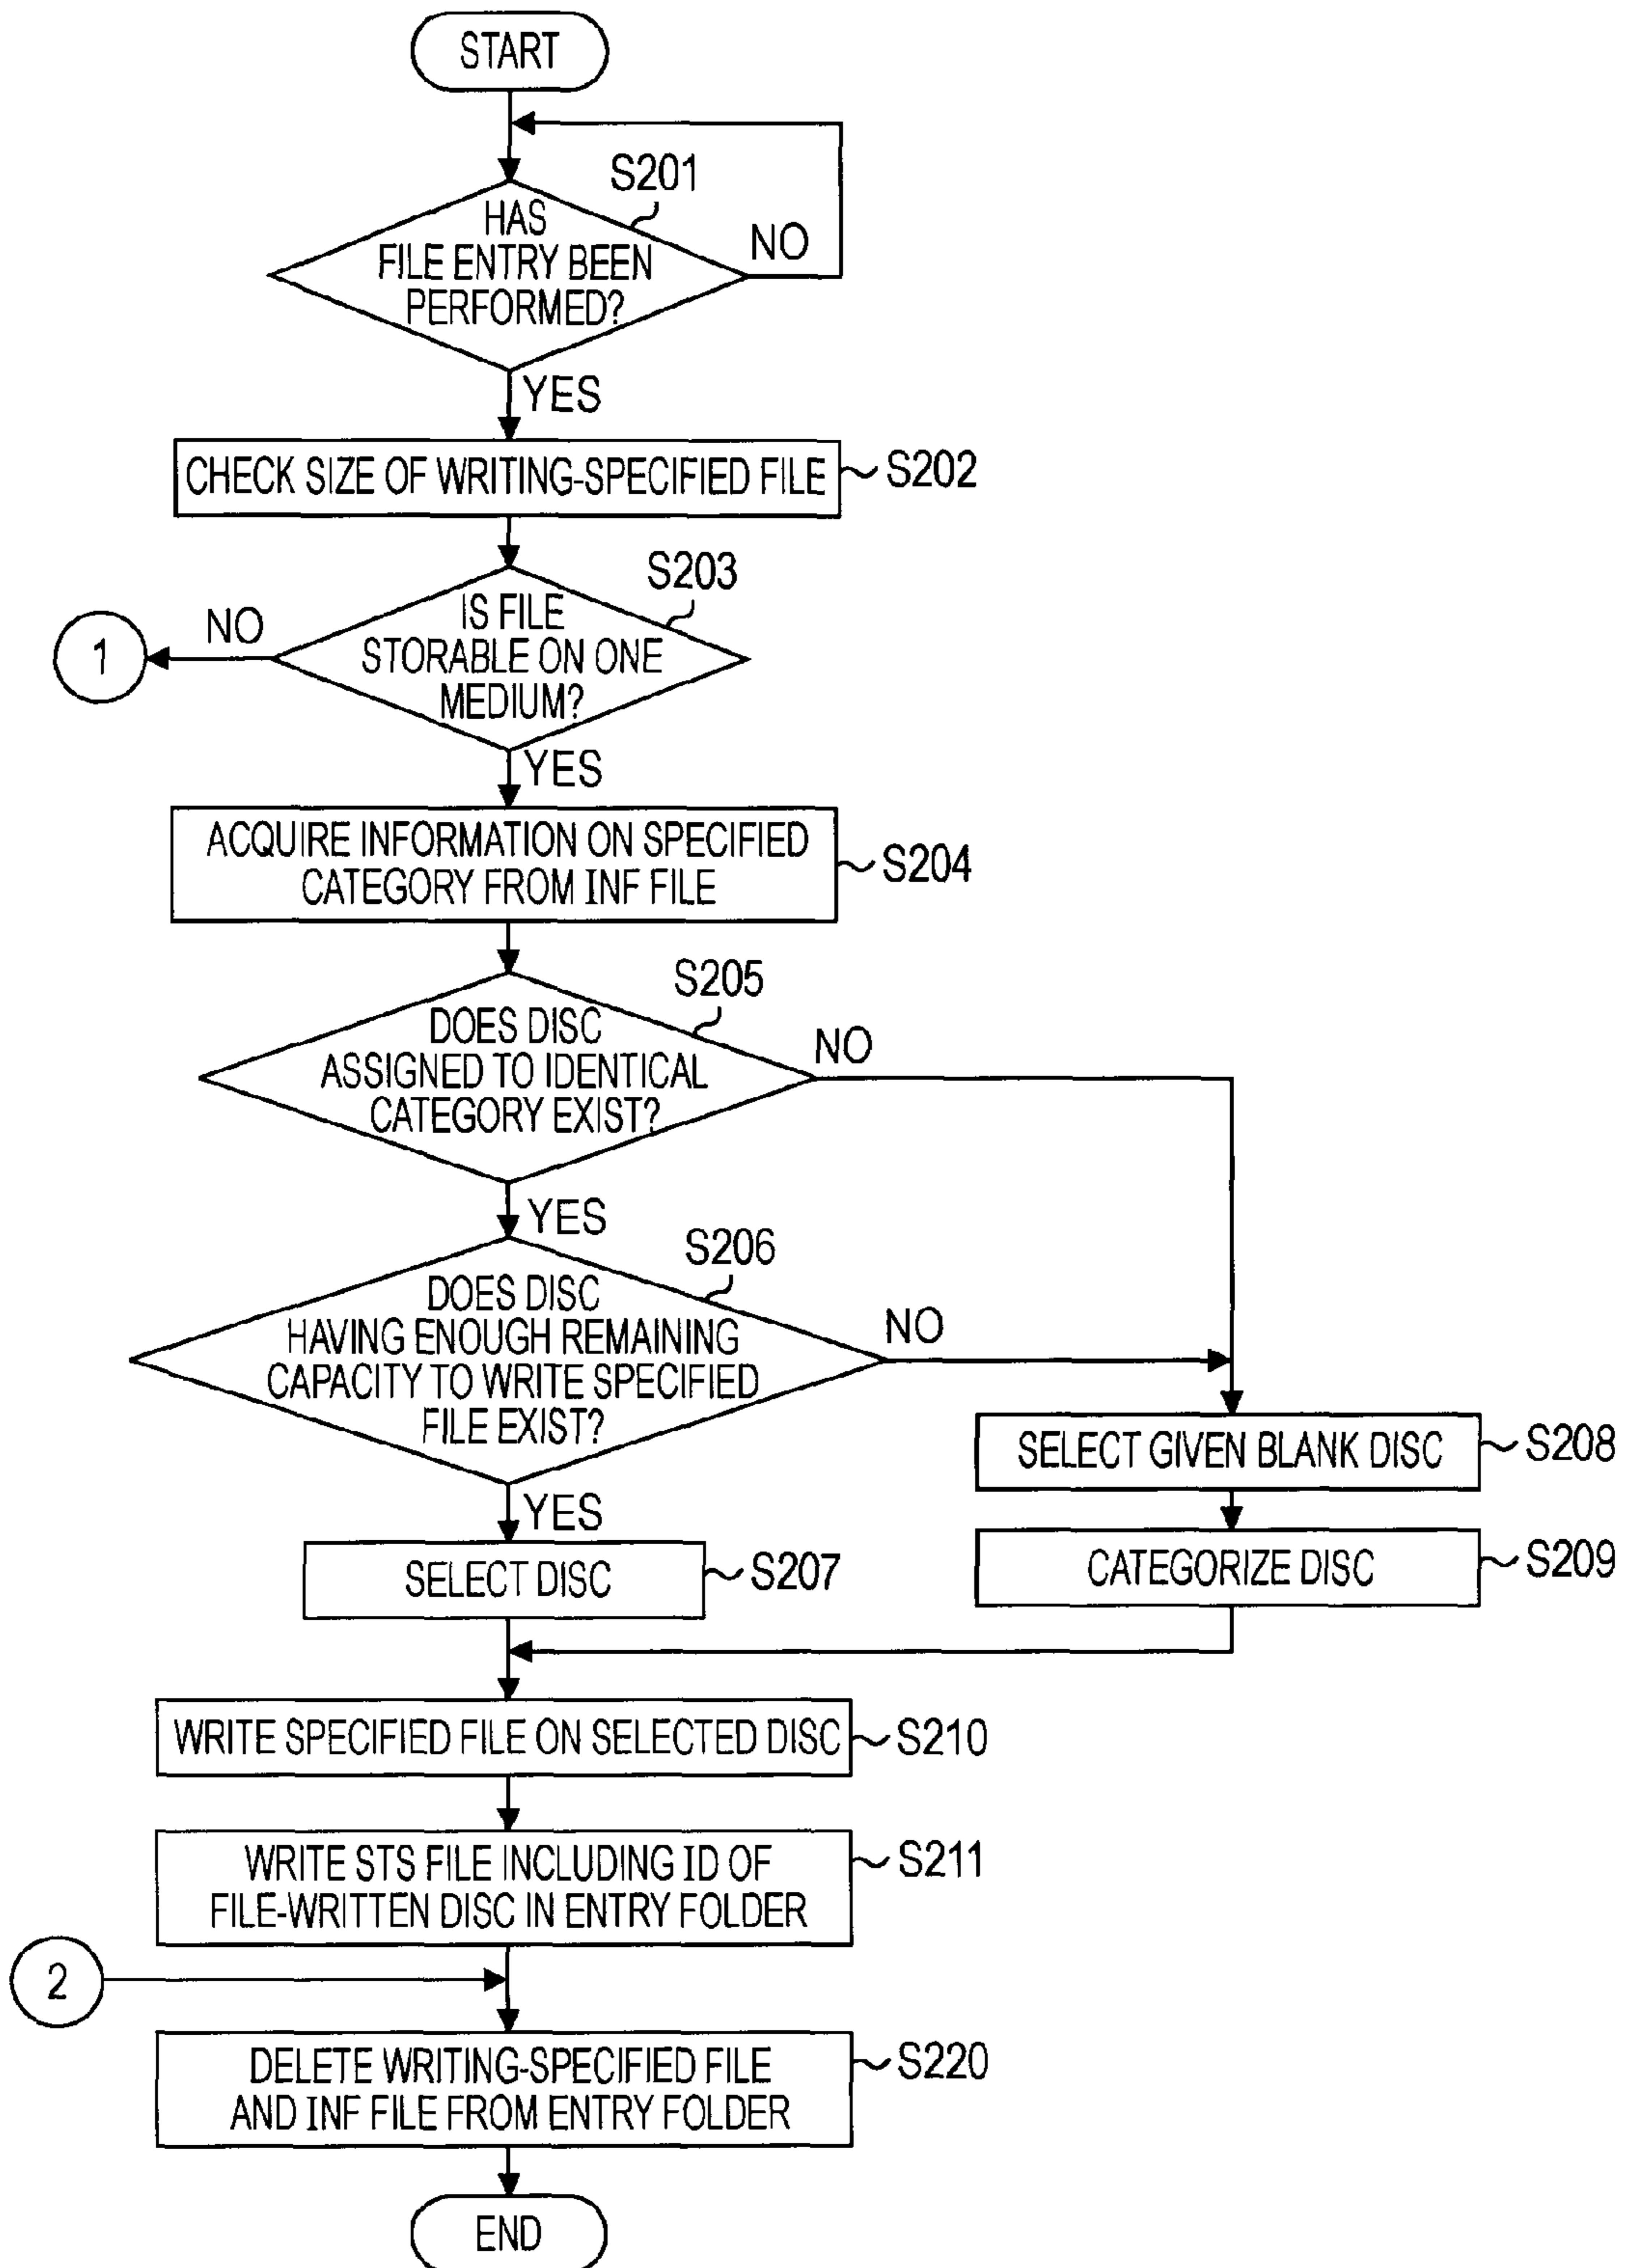 START
S201
HAS
FILE ENTRY BEEN
PERFORMED?
NO
YES
CHECK SIZE OF WRITING-SPECIFIED FILE
S202
S203
IS FILE
STORABLE ON ONE
MEDIUM?
NO
1
YES
ACQUIRE INFORMATION ON SPECIFIED
CATEGORY FROM INF FILE
S204
S205
DOES DISC
ASSIGNED TO IDENTICAL
CATEGORY EXIST?
NO
YES
S206
DOES DISC
HAVING ENOUGH REMAINING
CAPACITY TO WRITE SPECIFIED
FILE EXIST?
NO
YES
SELECT GIVEN BLANK DISC
S208
SELECT DISC
S207
CATEGORIZE DISC
S209
WRITE SPECIFIED FILE ON SELECTED DISC
S210
WRITE STS FILE INCLUDING ID OF
FILE-WRITTEN DISC IN ENTRY FOLDER
S211
2
DELETE WRITING-SPECIFIED FILE
AND INF FILE FROM ENTRY FOLDER
S220
END